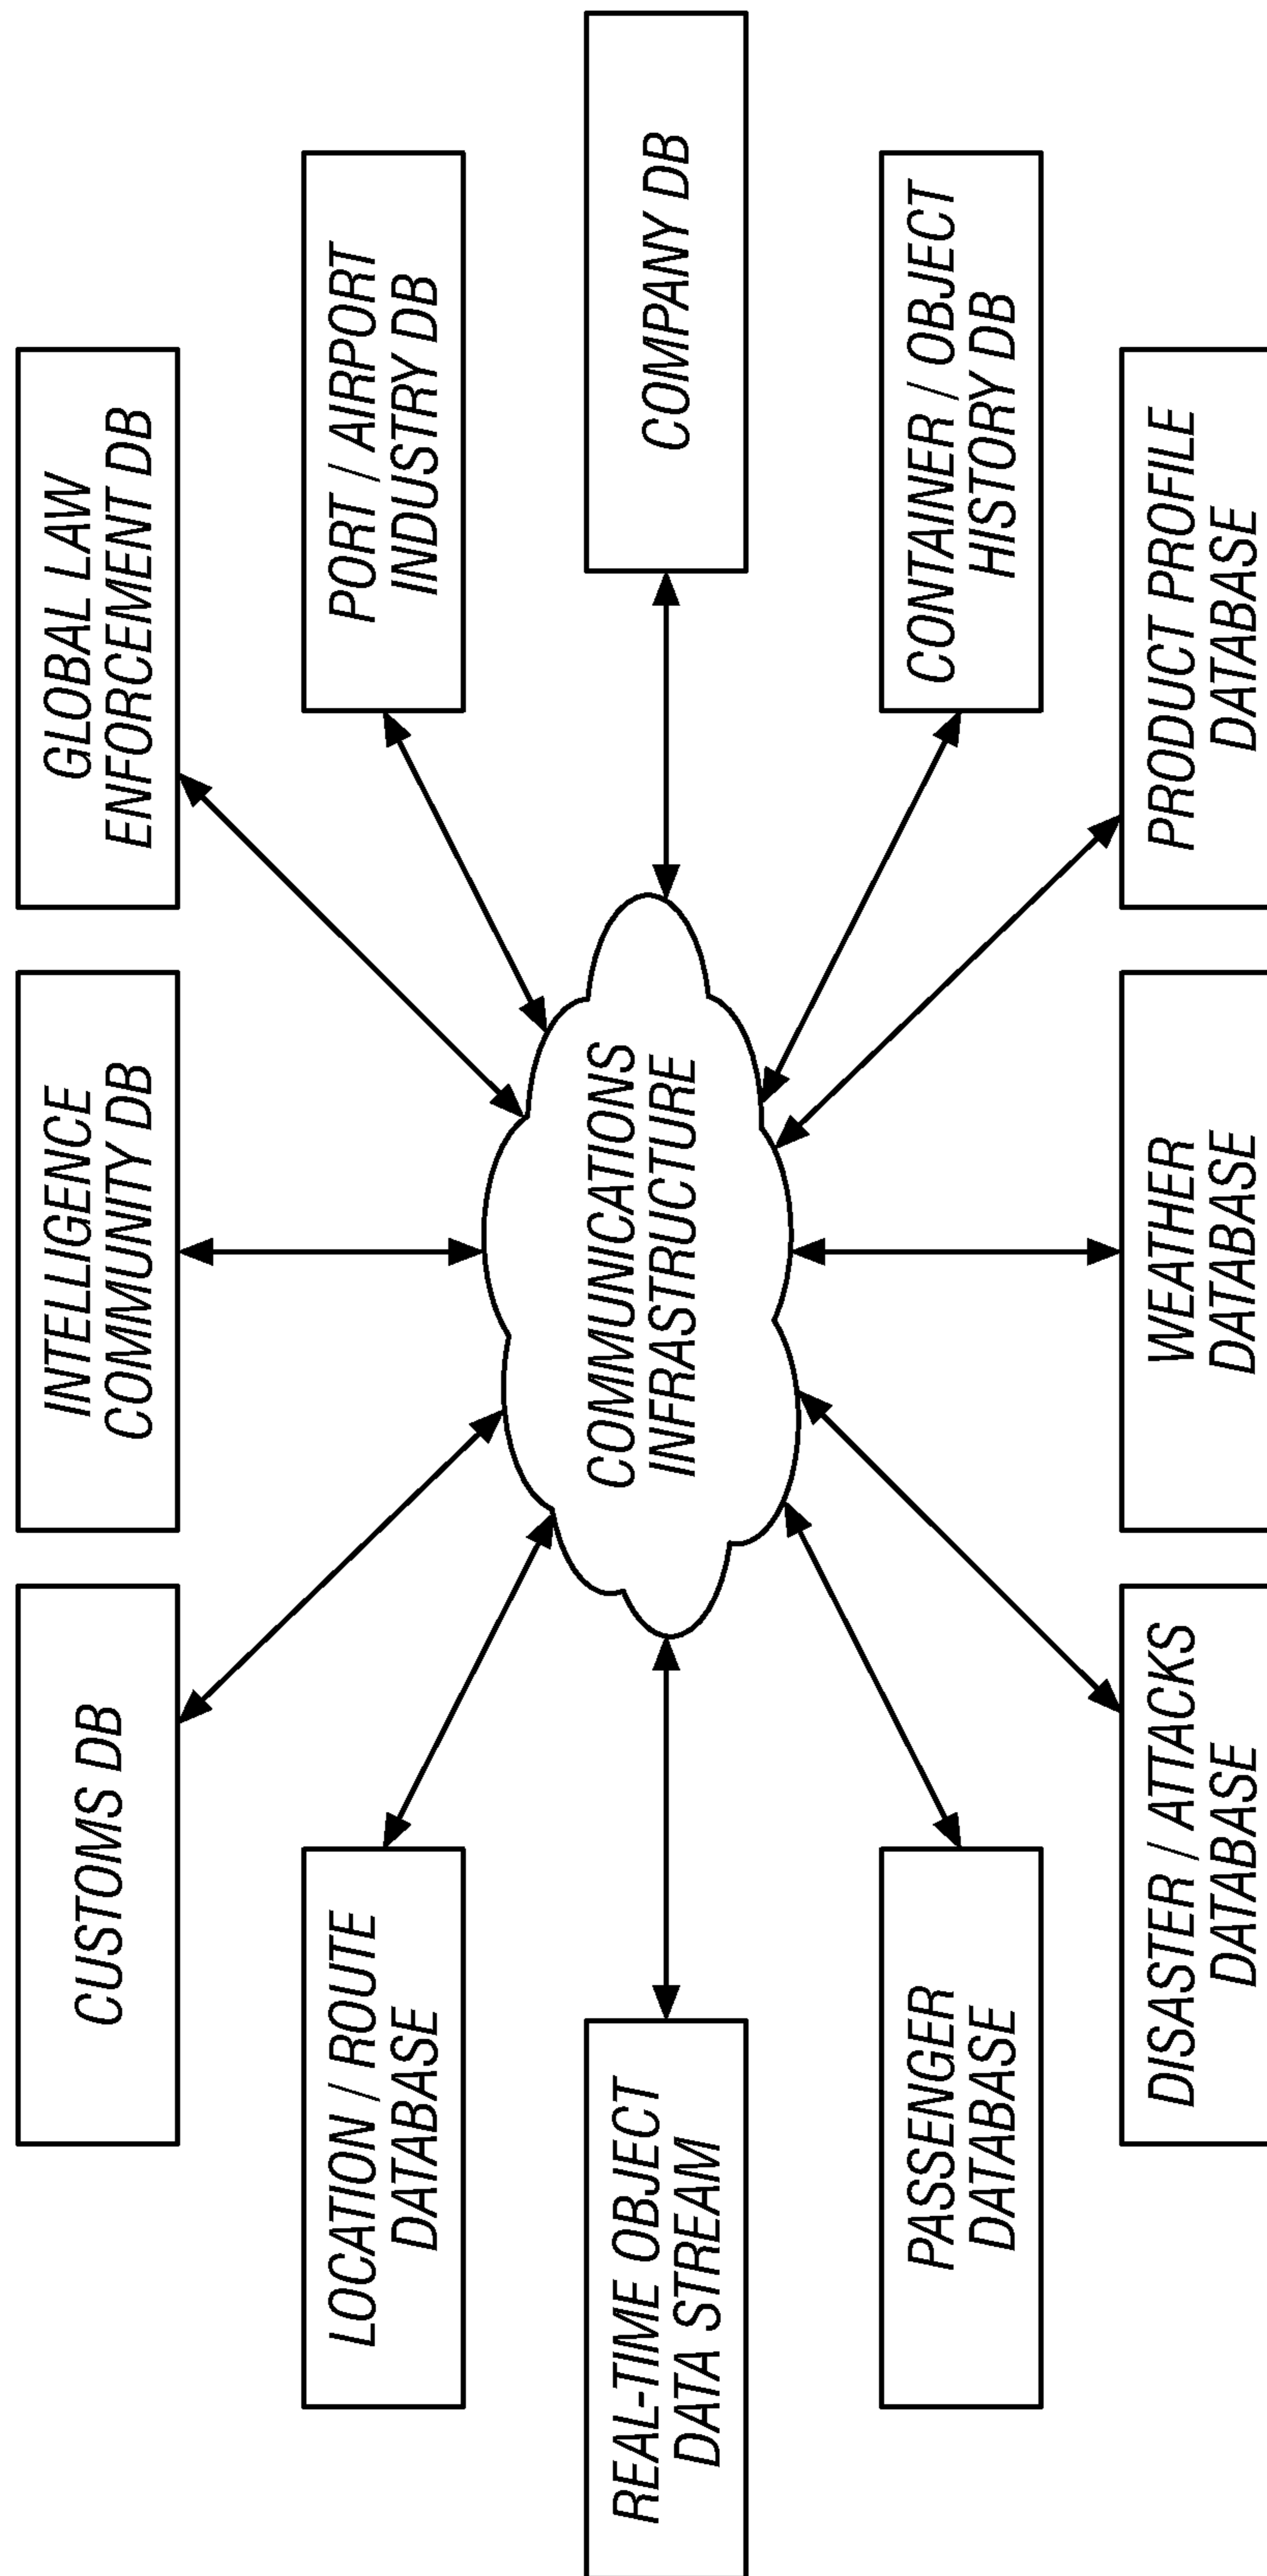 CUSTOMS DB
INTELLIGENCE
COMMUNITY DB
GLOBAL LAW
ENFORCEMENT DB
LOCATION / ROUTE
DATABASE
PORT / AIRPORT
INDUSTRY DB
REAL-TIME OBJECT
DATA STREAM
COMMUNICATIONS
INFRASTRUCTURE
COMPANY DB
PASSENGER
DATABASE
CONTAINER / OBJECT
HISTORY DB
DISASTER / ATTACKS
DATABASE
WEATHER
DATABASE
PRODUCT PROFILE
DATABASE